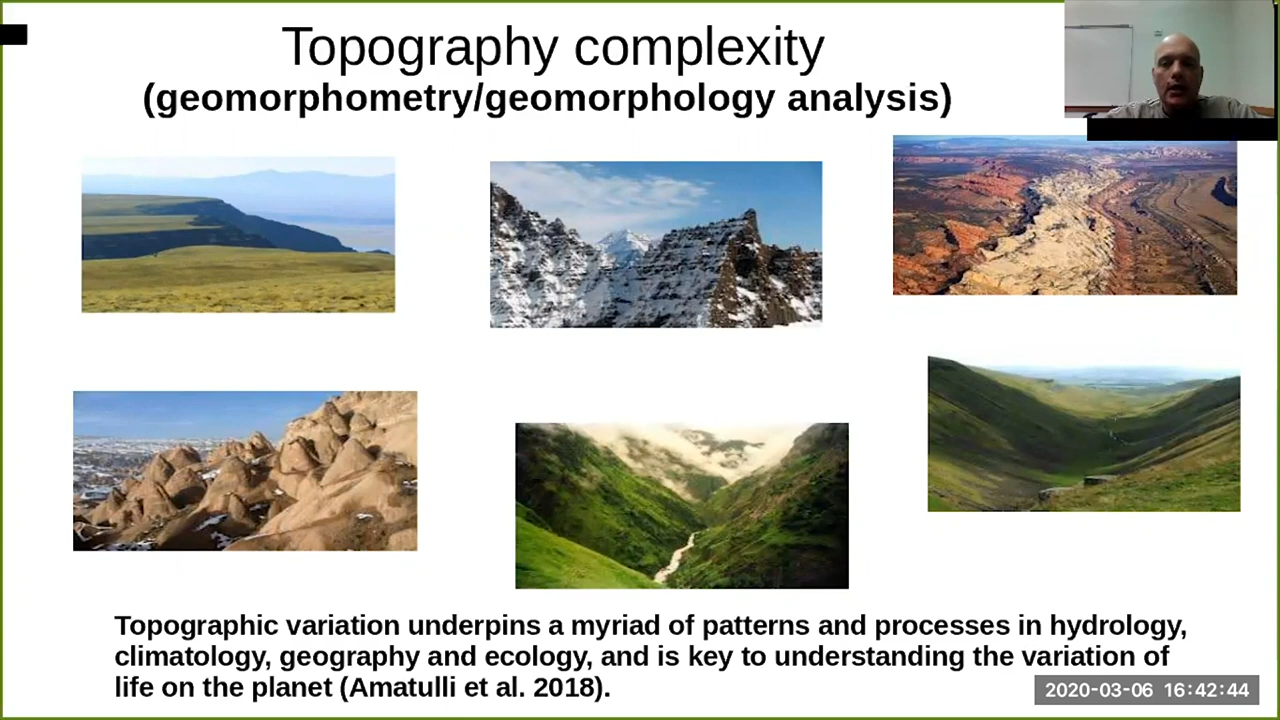 Topography complexity
(geomorphometry/geomorphology analysis)
Topographic variation underpins a myriad of patterns and processes in hydrology,
climatology, geography and ecology, and is key to understanding the variation of
life on the planet (Amatulli et al. 2018).
2020-03-06 16:42:44